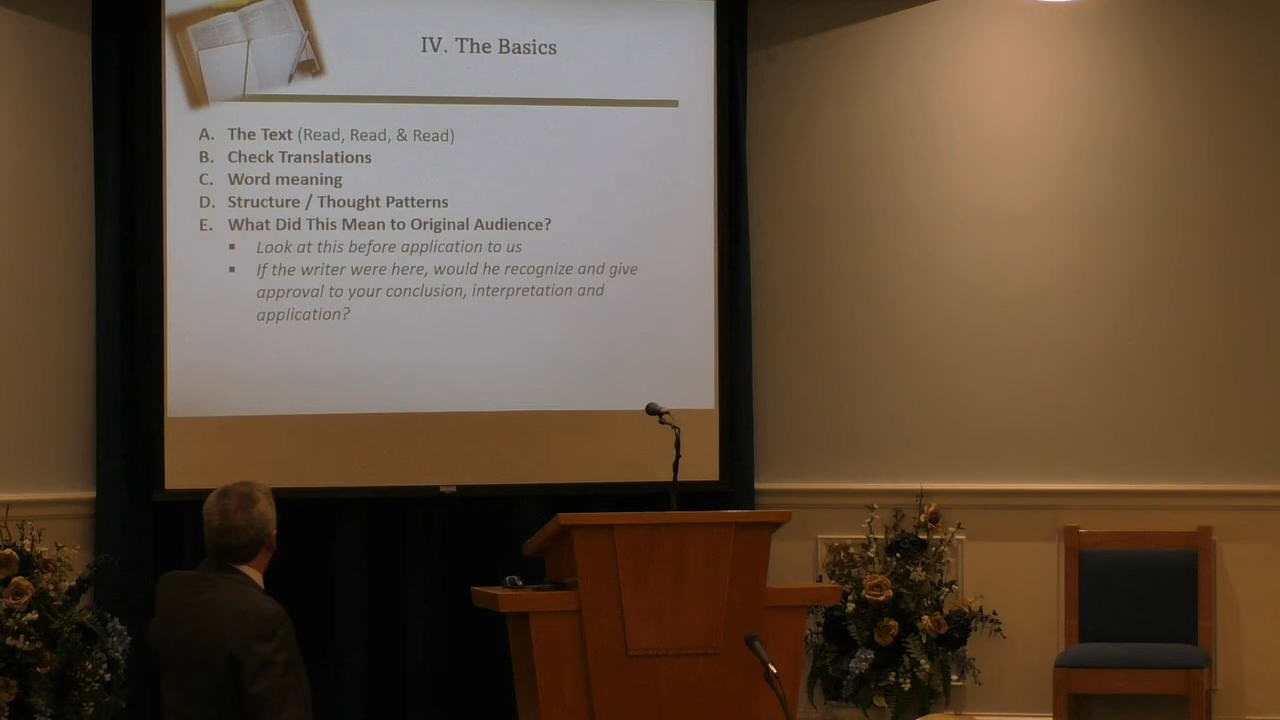 IV. The Basics
A. The Text (Read, Read, & Read)
B. Check Translations
C. Word meaning
D. Structure / Thought Patterns
E. What Did This Mean to Original Audience?
▪ Look at this before application to us
▪ If the writer were here, would he recognize and give
approval to your conclusion, interpretation and
application?